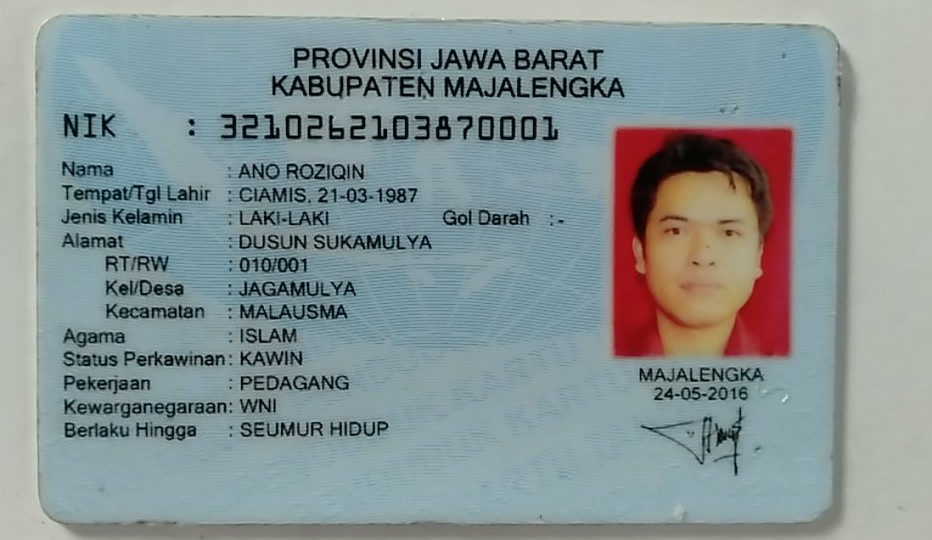 PROVINSI JAWA BARAT
KABUPATEN MAJALENGKA
NIK : 3210262103870001
Nama : ANO ROZIQIN
Tempat/Tgl Lahir : CIAMIS, 21-03-1987
Jenis Kelamin : LAKI-LAKI Gol Darah : -
Alamat : DUSUN SUKAMULYA
RT/RW : 010/001
Kel/Desa : JAGAMULYA
Kecamatan : MALAUSMA
Agama : ISLAM
Status Perkawinan : KAWIN
Pekerjaan : PEDAGANG
Kewarganegaraan : WNI
Berlaku Hingga : SEUMUR HIDUP
MAJALENGKA
24-05-2016